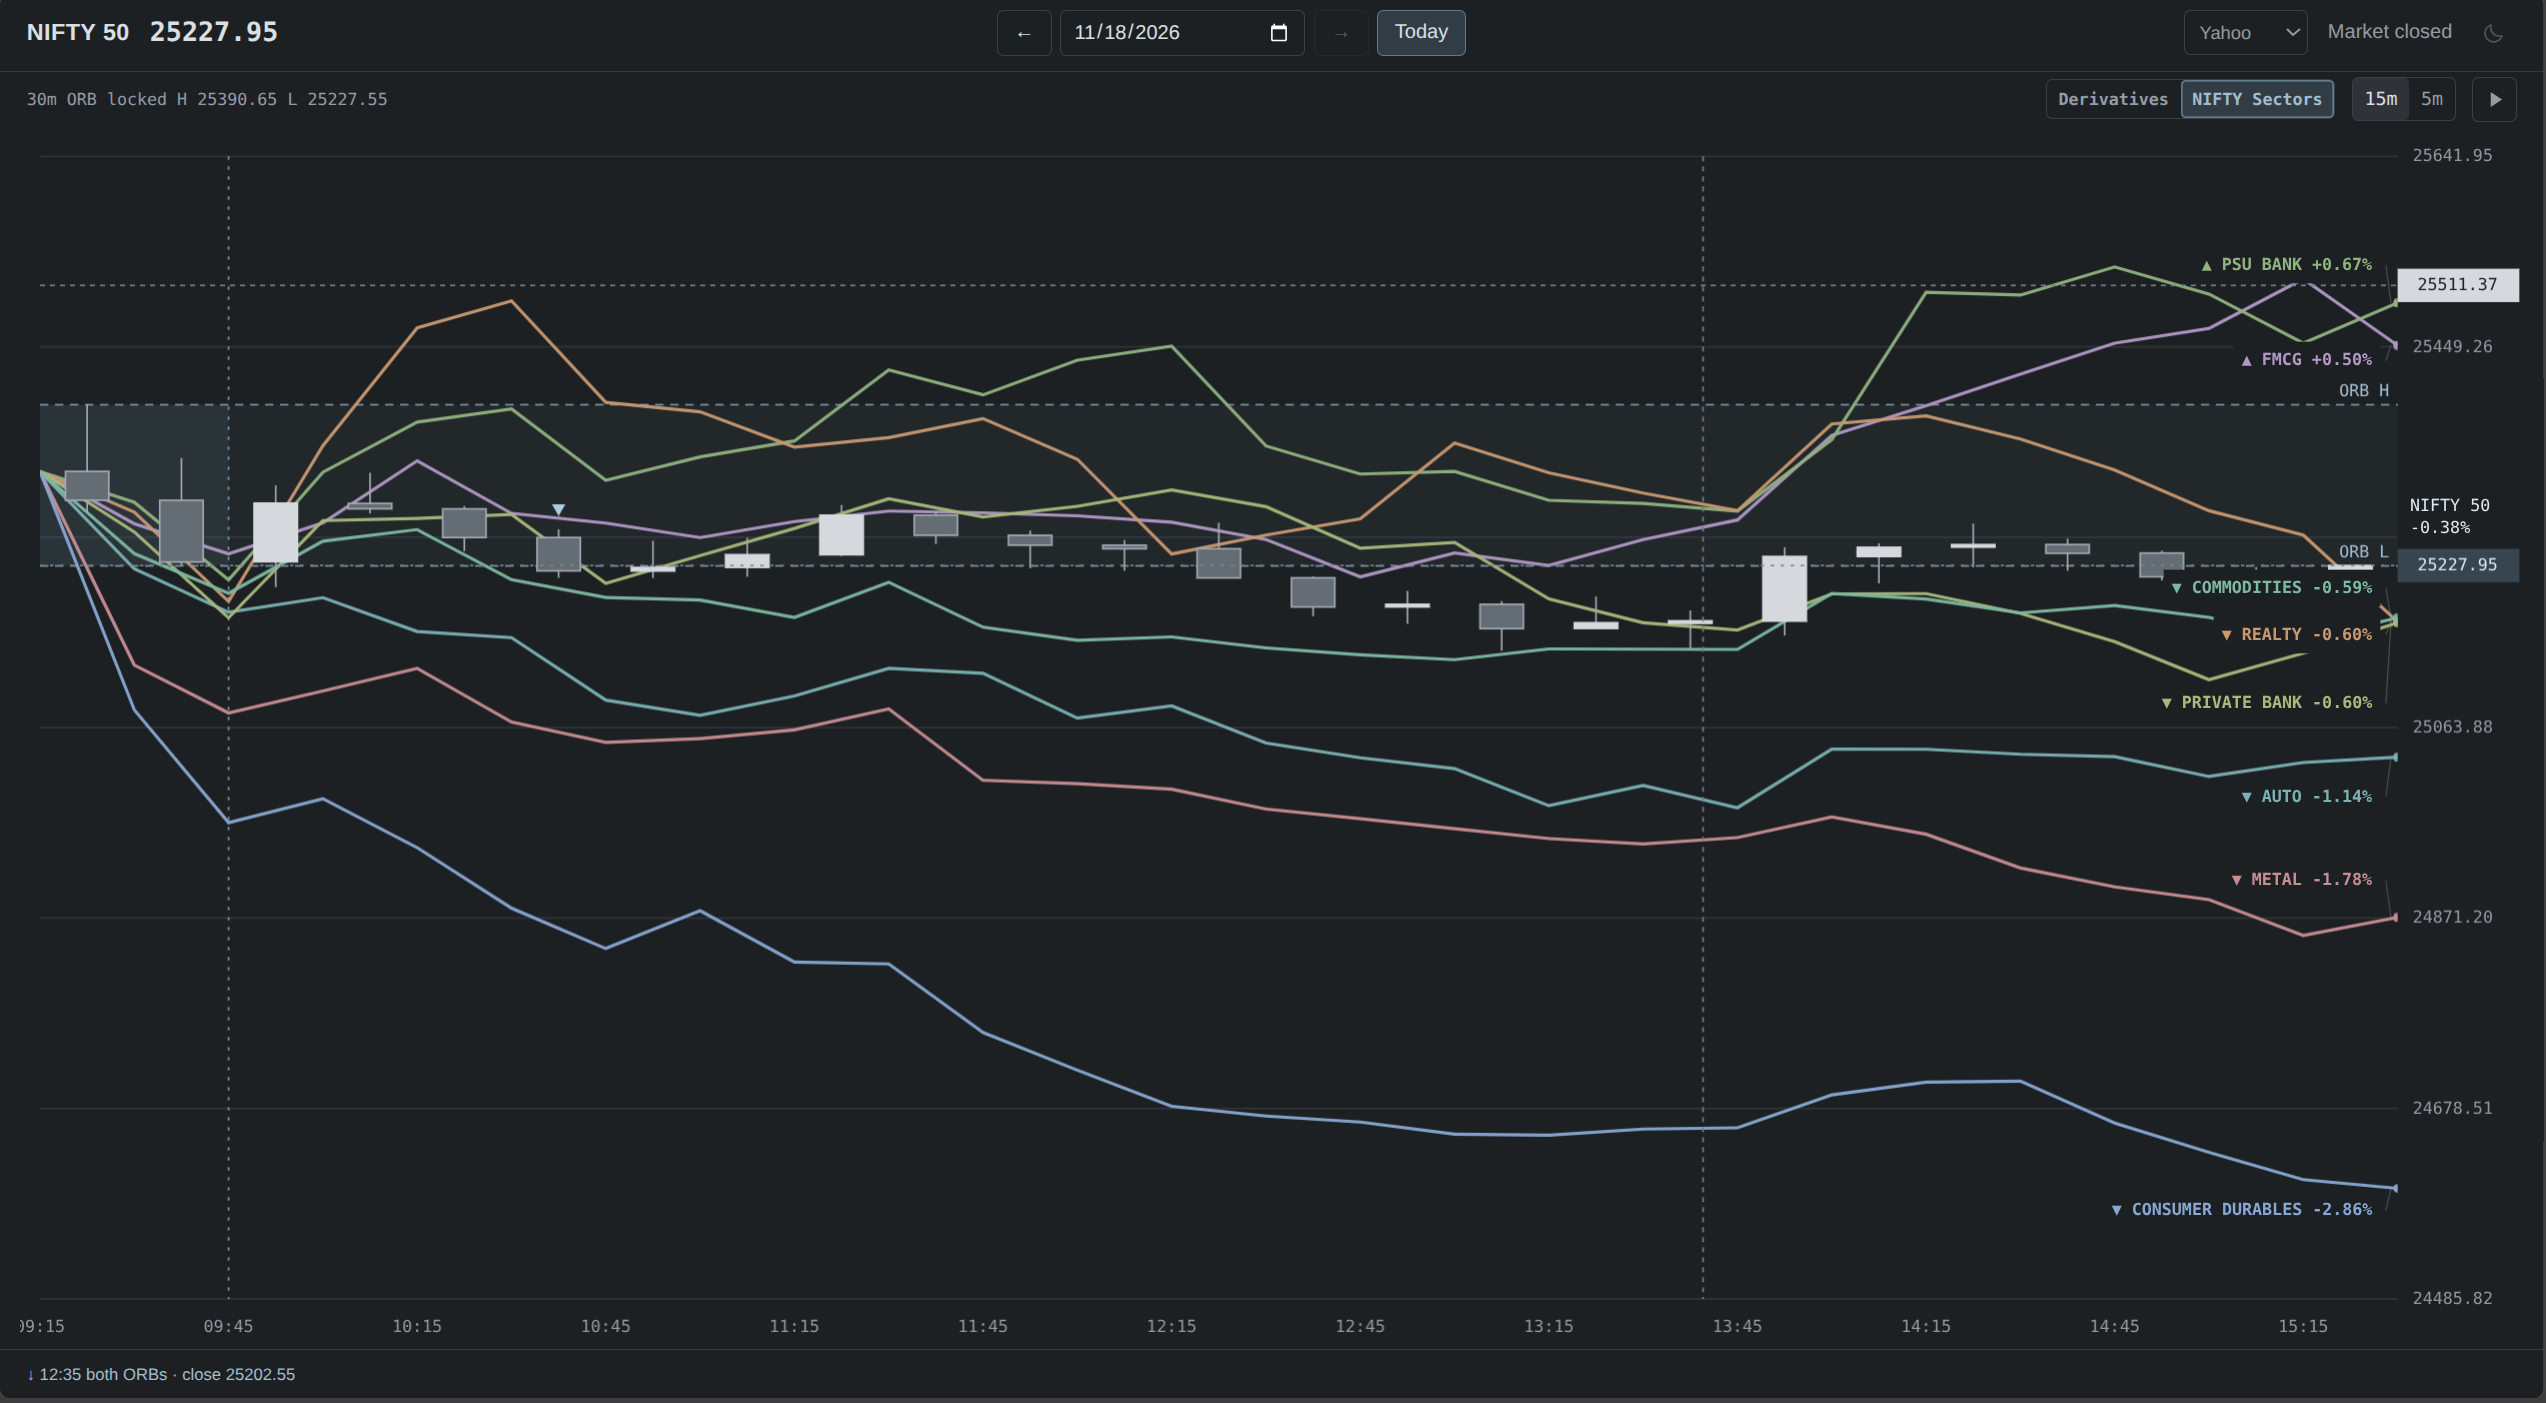 NIFTY 50 25227.95 ← 11/18/2026 → Today Yahoo Market closed
30m ORB locked H 25390.65 L 25227.55 Derivatives NIFTY Sectors 15m 5m
25641.95
▲ PSU BANK +0.67%
25511.37
25449.26
▲ FMCG +0.50%
ORB H
NIFTY 50
-0.38%
ORB L
25227.95
▼ COMMODITIES -0.59%
▼ REALTY -0.60%
▼ PRIVATE BANK -0.60%
25063.88
▼ AUTO -1.14%
▼ METAL -1.78%
24871.20
24678.51
▼ CONSUMER DURABLES -2.86%
24485.82
09:15 09:45 10:15 10:45 11:15 11:45 12:15 12:45 13:15 13:45 14:15 14:45 15:15
↓ 12:35 both ORBs · close 25202.55